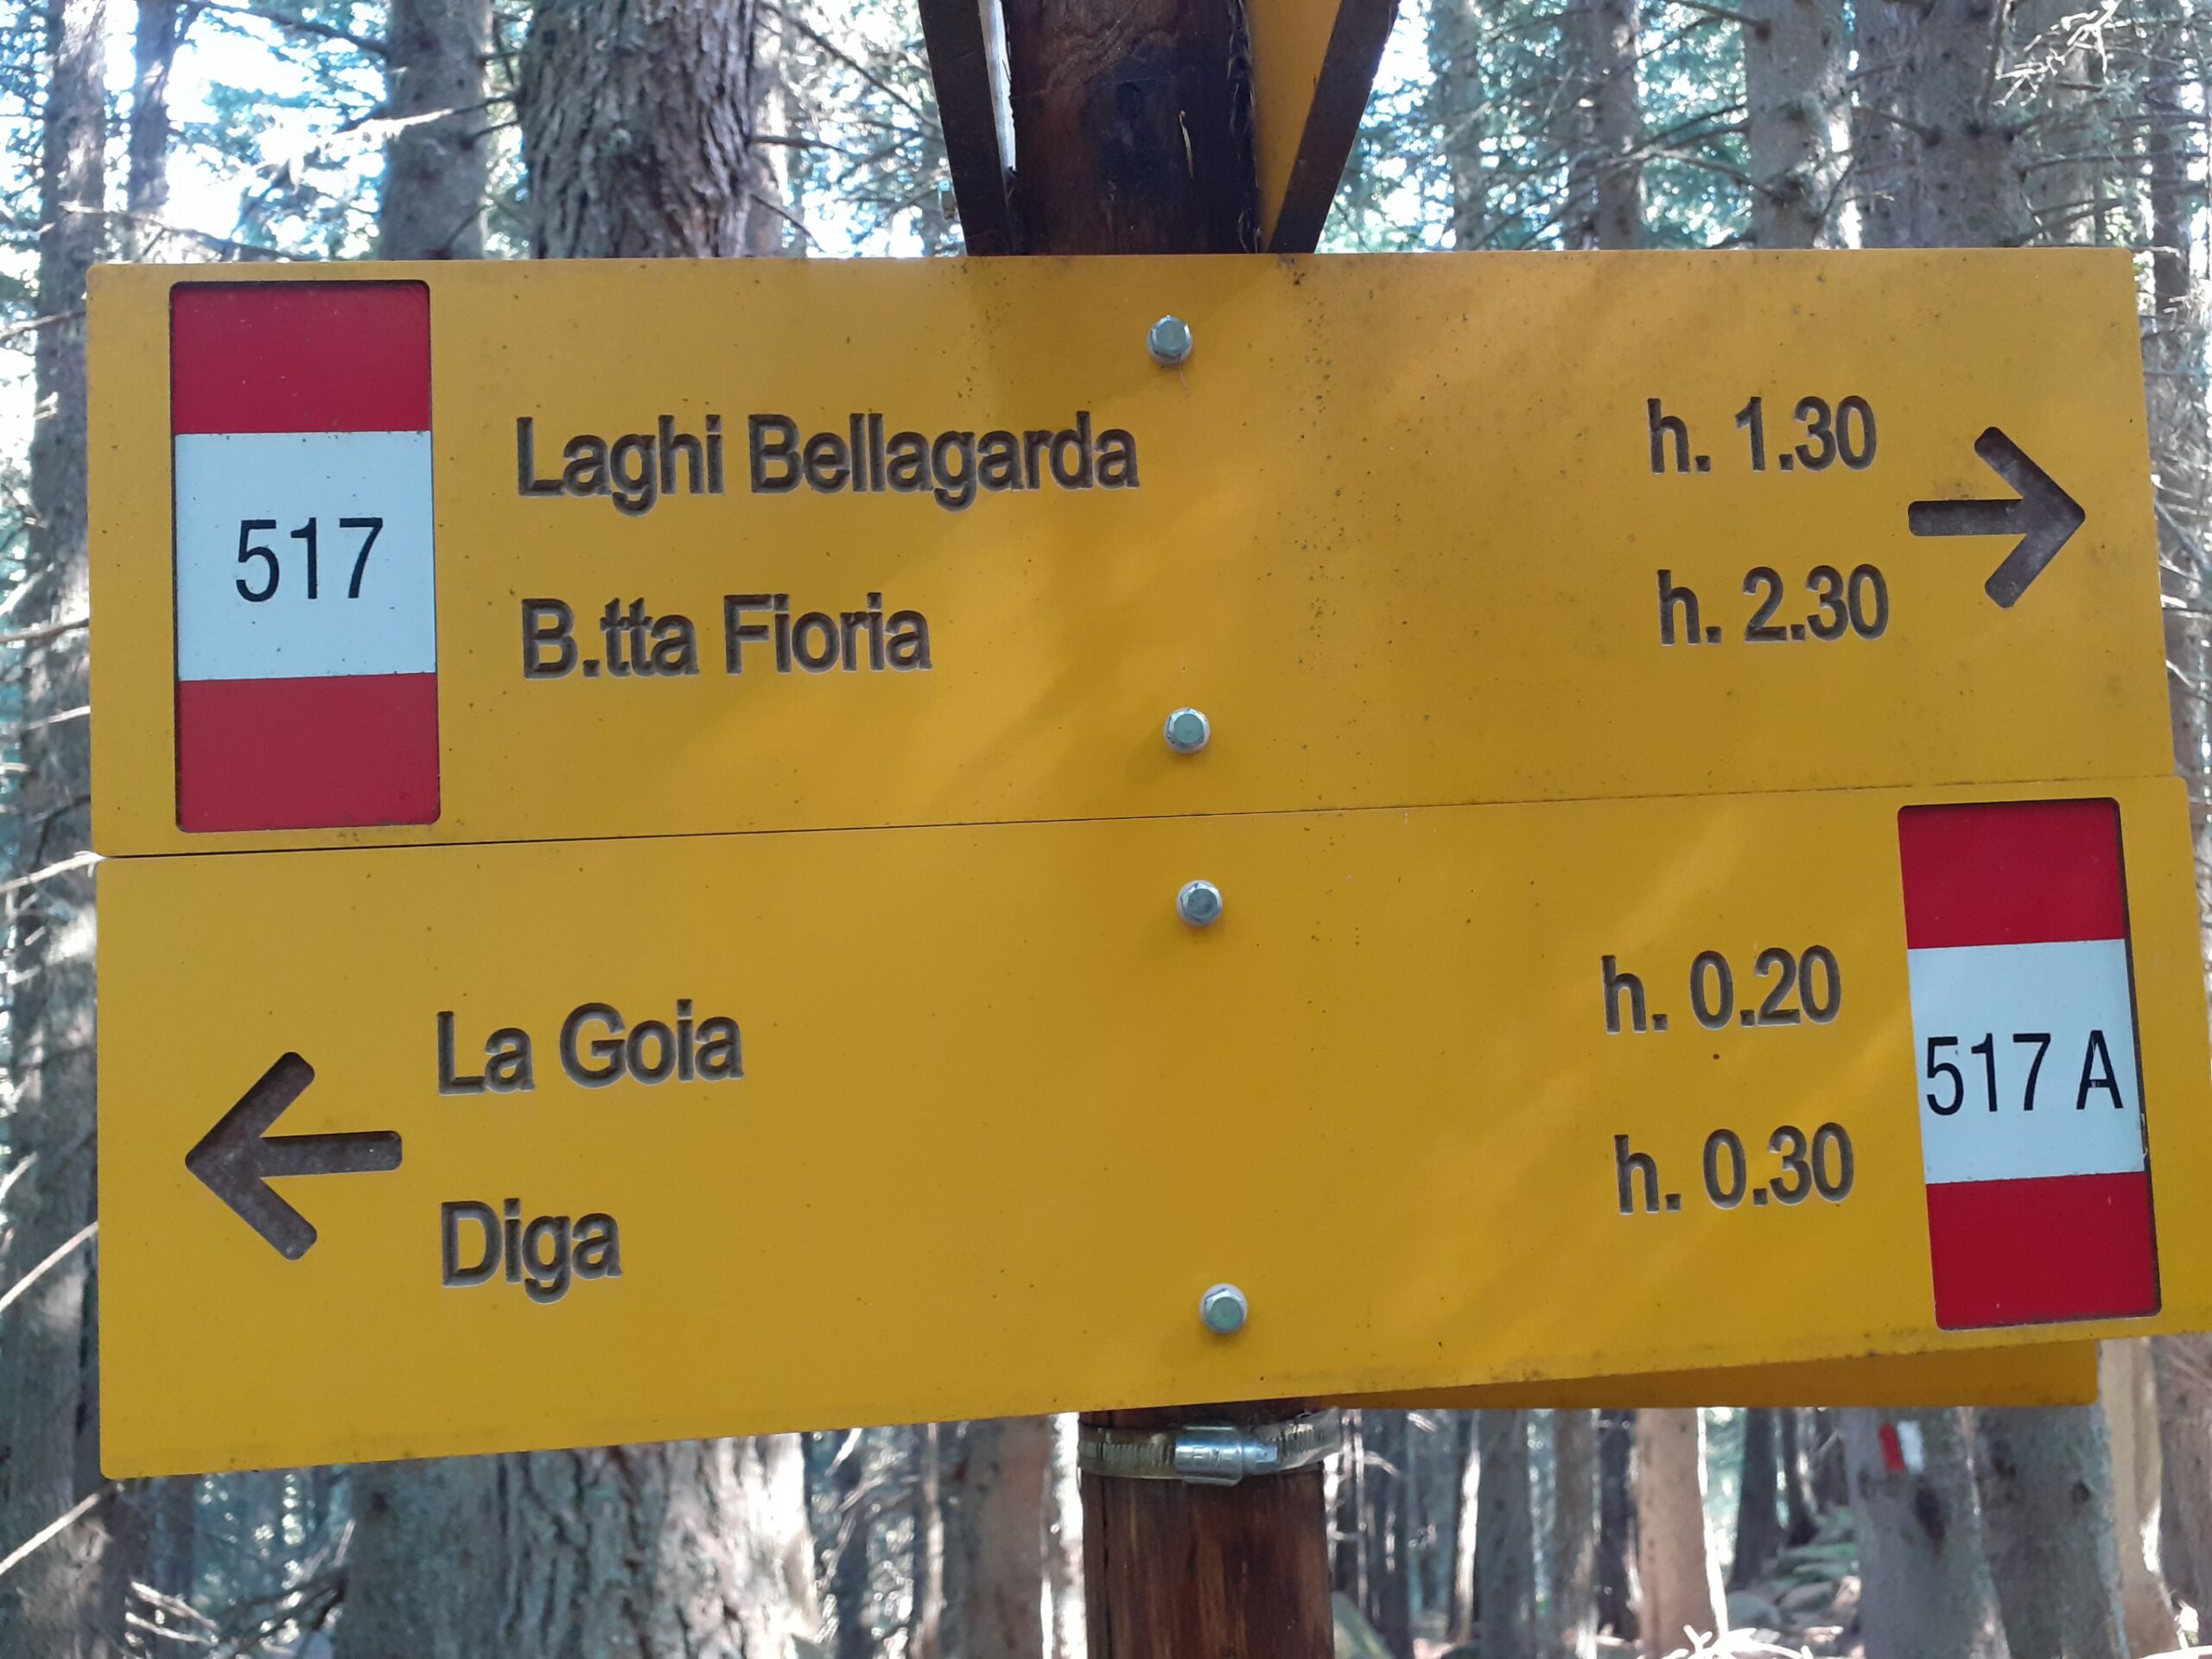 517
Laghi Bellagarda h. 1.30
B.tta Fioria h. 2.30
La Goia h. 0.20
517 A
Diga h. 0.30